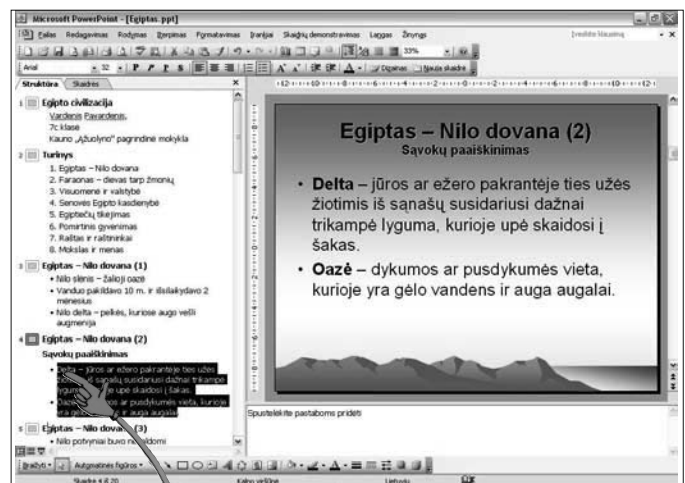 Microsoft PowerPoint - [Egiptas.ppt]
Failas Redagavimas Rodymas Įterpimas Formatavimas Įrankiai Skaidrių demonstravimas Langas Žinynas Įveskite klausimą
33%
Arial 32 P P P S Dizainas Nauja skaidrė
Struktūra Skaidrės
1 Egipto civilizacija
Vardenis Pavardenis,
7c klasė
Kauno „Ąžuolyno" pagrindinė mokykla
2 Turinys
1. Egiptas – Nilo dovana
2. Faraonas – dievas tarp žmonių
3. Visuomenė ir valstybė
4. Senovės Egipto kasdienybė
5. Egiptiečių tikėjimas
6. Pomirtinis gyvenimas
7. Raštas ir raštininkai
8. Mokslas ir menas
3 Egiptas – Nilo dovana (1)
• Nilo slėnis – žalioji oazė
• Vanduo pakildavo 10 m. ir išsilaikydavo 2
mėnesius
• Nilo delta – pelkės, kuriose augo vešli
augmenija
4 Egiptas – Nilo dovana (2)
Sąvokų paaiškinimas
• Delta – jūros ar ežero pakrantėje ties užės
žiotimis iš sąnašų susidariusi dažnai trikampė
lyguma, upė skaidosi į šakas.
• Oazė – ar pusdykumės vieta, kurioje
yra gėlo ir auga augalai.
5 Egiptas – Nilo dovana (3)
• Nilo potvyniai buvo
Egiptas – Nilo dovana (2)
Sąvokų paaiškinimas
• Delta – jūros ar ežero pakrantėje ties užės
žiotimis iš sąnašų susidariusi dažnai
trikampė lyguma, kurioje upė skaidosi į
šakas.
• Oazė – dykumos ar pusdykumės vieta,
kurioje yra gėlo vandens ir auga augalai.
Spustelėkite pastaboms pridėti
Braižyti Automatinės figūros
Skaidrė 4 iš 20 Kalno viršūnė Lietuvių